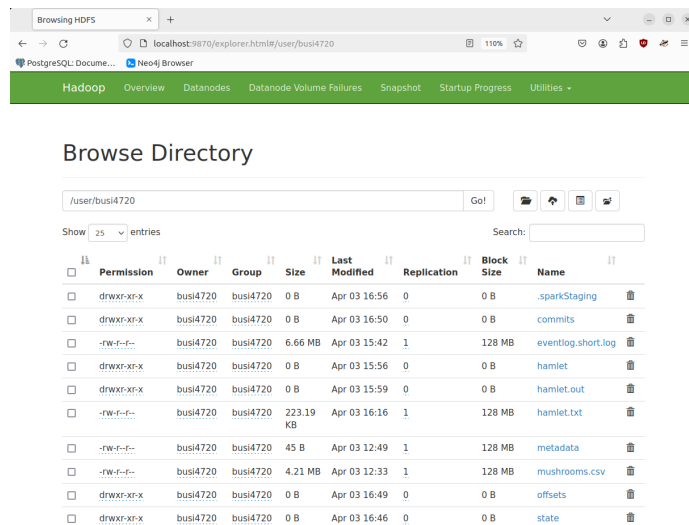 Browsing HDFS × +
localhost:9870/explorer.html#/user/busi4720 110%
PostgreSQL: Docume... Neo4j Browser
Hadoop Overview Datanodes Datanode Volume Failures Snapshot Startup Progress Utilities
Browse Directory
/user/busi4720 Go!
Show 25 entries Search:
Permission Owner Group Size Last Modified Replication Block Size Name
drwxr-xr-x busi4720 busi4720 0 B Apr 03 16:56 0 0 B .sparkStaging
drwxr-xr-x busi4720 busi4720 0 B Apr 03 16:50 0 0 B commits
-rw-r--r-- busi4720 busi4720 6.66 MB Apr 03 15:42 1 128 MB eventlog.short.log
drwxr-xr-x busi4720 busi4720 0 B Apr 03 15:56 0 0 B hamlet
drwxr-xr-x busi4720 busi4720 0 B Apr 03 15:59 0 0 B hamlet.out
-rw-r--r-- busi4720 busi4720 223.19 KB Apr 03 16:16 1 128 MB hamlet.txt
-rw-r--r-- busi4720 busi4720 45 B Apr 03 12:49 1 128 MB metadata
-rw-r--r-- busi4720 busi4720 4.21 MB Apr 03 12:33 1 128 MB mushrooms.csv
drwxr-xr-x busi4720 busi4720 0 B Apr 03 16:49 0 0 B offsets
drwxr-xr-x busi4720 busi4720 0 B Apr 03 16:46 0 0 B state